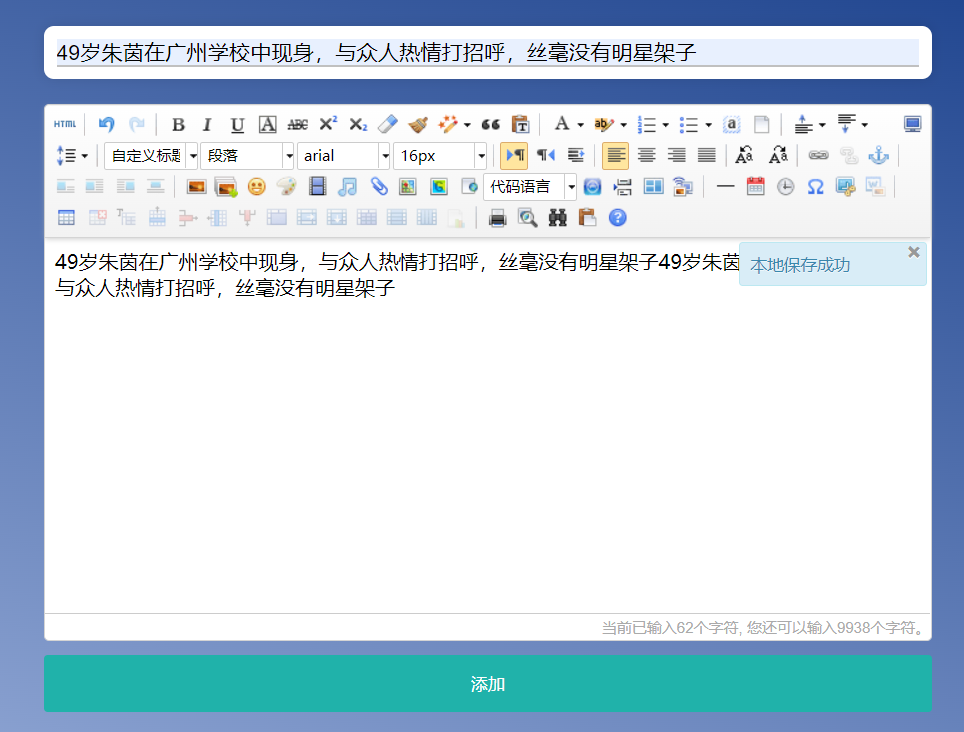 49岁朱茵在广州学校中现身，与众人热情打招呼，丝毫没有明星架子
HTML B I U A ABC X² X₂ A ab a
自定义标题 段落 arial 16px
代码语言
49岁朱茵在广州学校中现身，与众人热情打招呼，丝毫没有明星架子49岁朱茵
本地保存成功
与众人热情打招呼，丝毫没有明星架子
当前已输入62个字符, 您还可以输入9938个字符。
添加